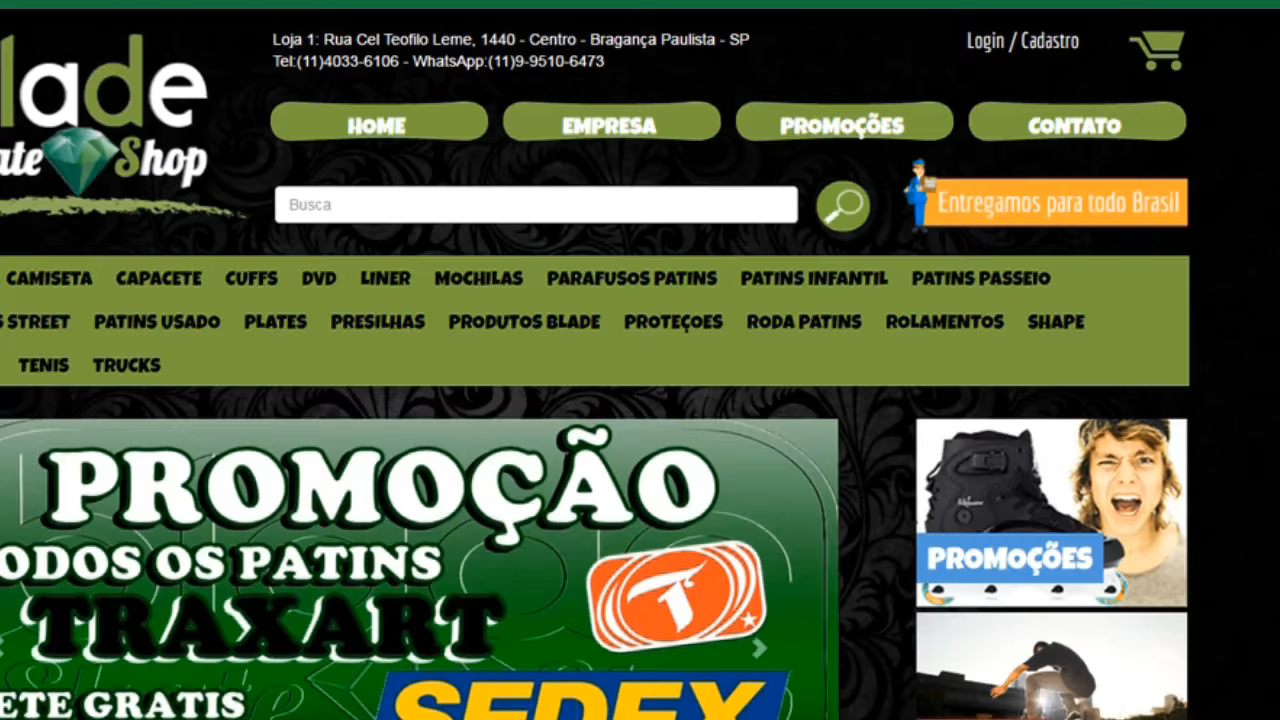 Loja 1: Rua Cel Teofilo Leme, 1440 - Centro - Bragança Paulista - SP
Tel:(11)4033-6106 - WhatsApp:(11)9-9510-6473
Login / Cadastro
lade
ate Shop
HOME EMPRESA PROMOÇÕES CONTATO
Busca
Entregamos para todo Brasil
CAMISETA CAPACETE CUFFS DVD LINER MOCHILAS PARAFUSOS PATINS PATINS INFANTIL PATINS PASSEIO
S STREET PATINS USADO PLATES PRESILHAS PRODUTOS BLADE PROTEÇOES RODA PATINS ROLAMENTOS SHAPE
TENIS TRUCKS
PROMOÇÃO
ODOS OS PATINS
TRAXART
T
ETE GRATIS
SEDEX
PROMOÇÕES